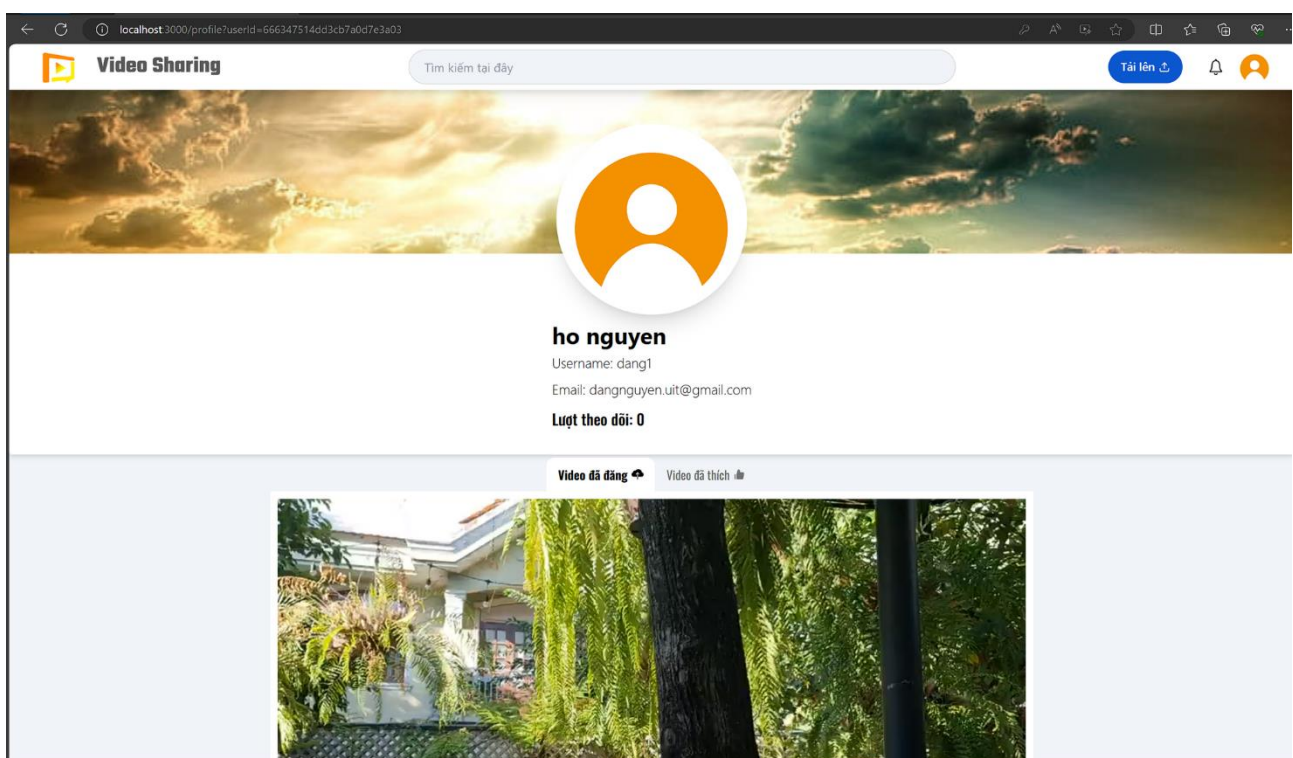 localhost:3000/profile?userId=666347514dd3cb7a0d7e3a03
Video Sharing
Tìm kiếm tại đây
Tải lên
ho nguyen
Username: dang1
Email: dangnguyen.uit@gmail.com
Lượt theo dõi: 0
Video đã đăng
Video đã thích